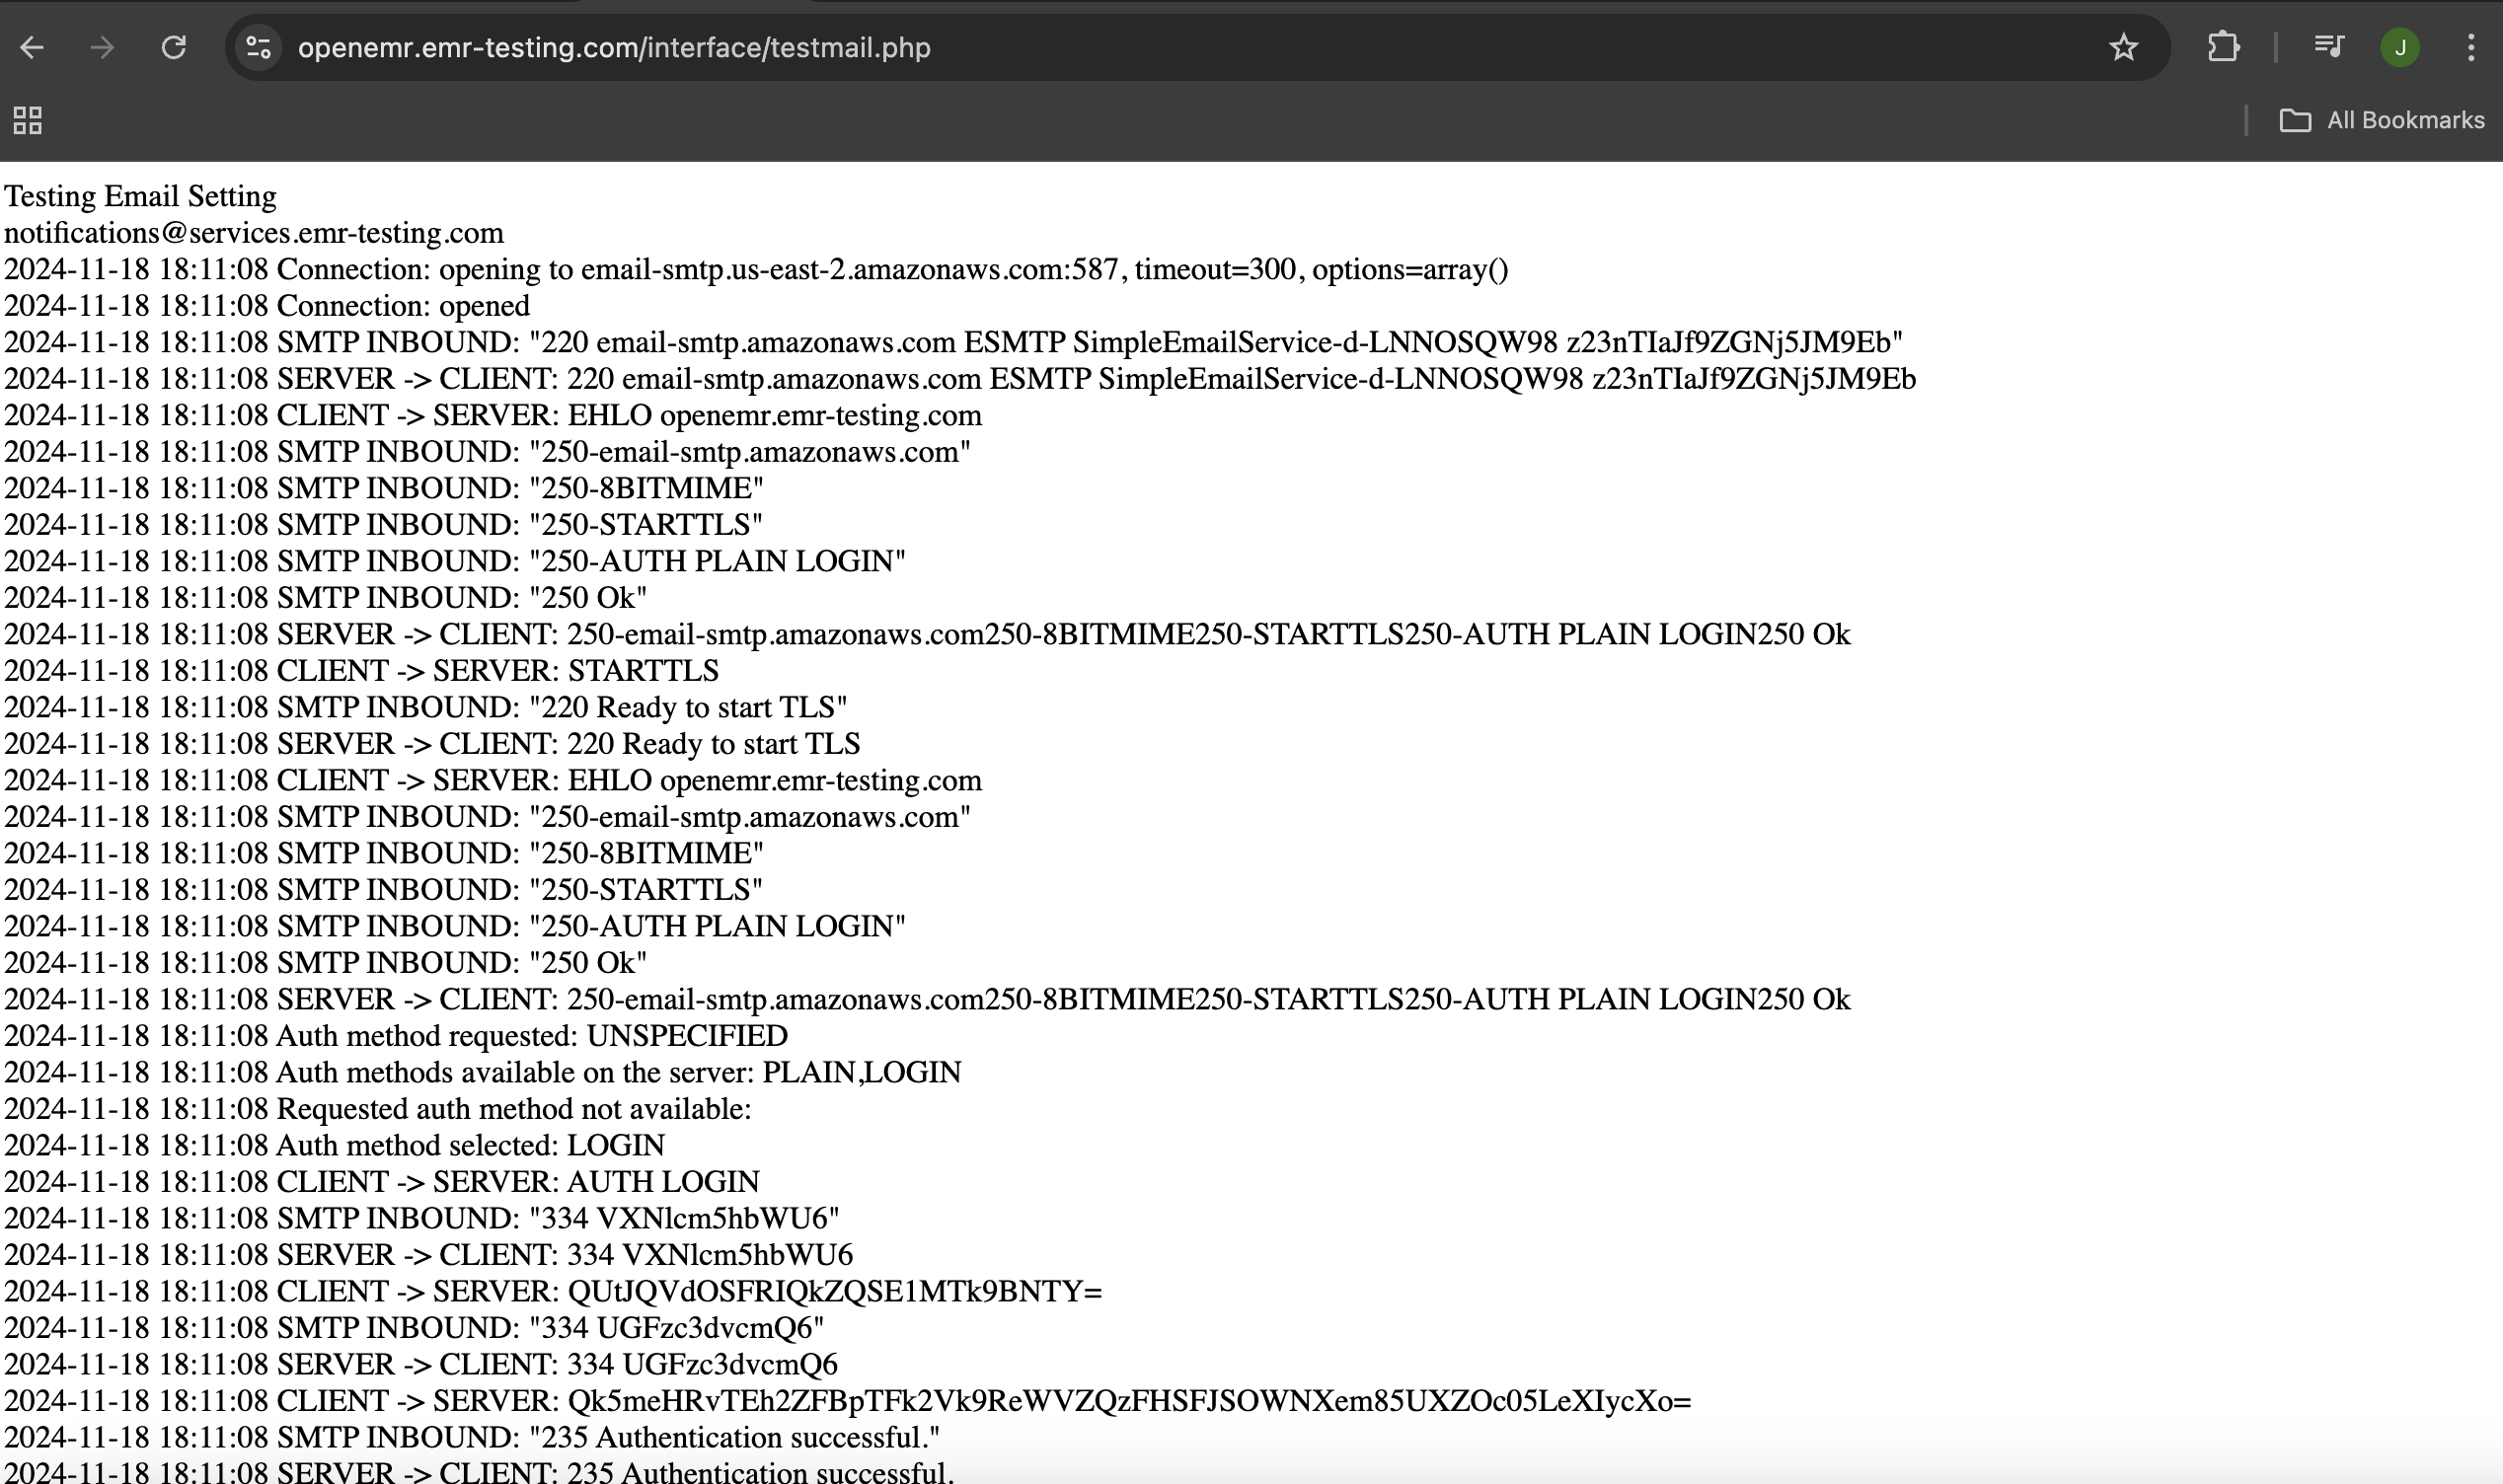 openemr.emr-testing.com/interface/testmail.php
J
All Bookmarks
Testing Email Setting
notifications@services.emr-testing.com
2024-11-18 18:11:08 Connection: opening to email-smtp.us-east-2.amazonaws.com:587, timeout=300, options=array()
2024-11-18 18:11:08 Connection: opened
2024-11-18 18:11:08 SMTP INBOUND: "220 email-smtp.amazonaws.com ESMTP SimpleEmailService-d-LNNOSQW98 z23nTIaJf9ZGNj5JM9Eb"
2024-11-18 18:11:08 SERVER -> CLIENT: 220 email-smtp.amazonaws.com ESMTP SimpleEmailService-d-LNNOSQW98 z23nTIaJf9ZGNj5JM9Eb
2024-11-18 18:11:08 CLIENT -> SERVER: EHLO openemr.emr-testing.com
2024-11-18 18:11:08 SMTP INBOUND: "250-email-smtp.amazonaws.com"
2024-11-18 18:11:08 SMTP INBOUND: "250-8BITMIME"
2024-11-18 18:11:08 SMTP INBOUND: "250-STARTTLS"
2024-11-18 18:11:08 SMTP INBOUND: "250-AUTH PLAIN LOGIN"
2024-11-18 18:11:08 SMTP INBOUND: "250 Ok"
2024-11-18 18:11:08 SERVER -> CLIENT: 250-email-smtp.amazonaws.com250-8BITMIME250-STARTTLS250-AUTH PLAIN LOGIN250 Ok
2024-11-18 18:11:08 CLIENT -> SERVER: STARTTLS
2024-11-18 18:11:08 SMTP INBOUND: "220 Ready to start TLS"
2024-11-18 18:11:08 SERVER -> CLIENT: 220 Ready to start TLS
2024-11-18 18:11:08 CLIENT -> SERVER: EHLO openemr.emr-testing.com
2024-11-18 18:11:08 SMTP INBOUND: "250-email-smtp.amazonaws.com"
2024-11-18 18:11:08 SMTP INBOUND: "250-8BITMIME"
2024-11-18 18:11:08 SMTP INBOUND: "250-STARTTLS"
2024-11-18 18:11:08 SMTP INBOUND: "250-AUTH PLAIN LOGIN"
2024-11-18 18:11:08 SMTP INBOUND: "250 Ok"
2024-11-18 18:11:08 SERVER -> CLIENT: 250-email-smtp.amazonaws.com250-8BITMIME250-STARTTLS250-AUTH PLAIN LOGIN250 Ok
2024-11-18 18:11:08 Auth method requested: UNSPECIFIED
2024-11-18 18:11:08 Auth methods available on the server: PLAIN,LOGIN
2024-11-18 18:11:08 Requested auth method not available:
2024-11-18 18:11:08 Auth method selected: LOGIN
2024-11-18 18:11:08 CLIENT -> SERVER: AUTH LOGIN
2024-11-18 18:11:08 SMTP INBOUND: "334 VXNlcm5hbWU6"
2024-11-18 18:11:08 SERVER -> CLIENT: 334 VXNlcm5hbWU6
2024-11-18 18:11:08 CLIENT -> SERVER: QUtJQVdOSFRIQkZQSE1MTk9BNTY=
2024-11-18 18:11:08 SMTP INBOUND: "334 UGFzc3dvcmQ6"
2024-11-18 18:11:08 SERVER -> CLIENT: 334 UGFzc3dvcmQ6
2024-11-18 18:11:08 CLIENT -> SERVER: Qk5meHRvTEh2ZFBpTFk2Vk9ReWVZQzFHSFJSOWNXem85UXZOc05LeXIycXo=
2024-11-18 18:11:08 SMTP INBOUND: "235 Authentication successful."
2024-11-18 18:11:08 SERVER -> CLIENT: 235 Authentication successful.